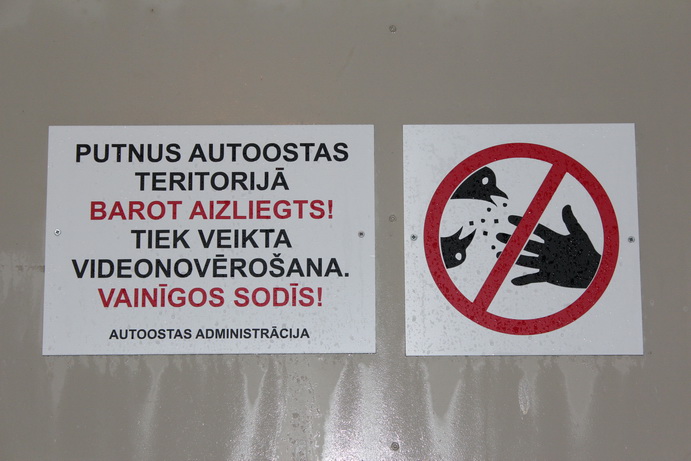 PUTNUS AUTOOSTAS
TERITORIJĀ
BAROT AIZLIEGTS!
TIEK VEIKTA
VIDEONOVĒROŠANA.
VAINĪGOS SODĪS!
AUTOOSTAS ADMINISTRĀCIJA